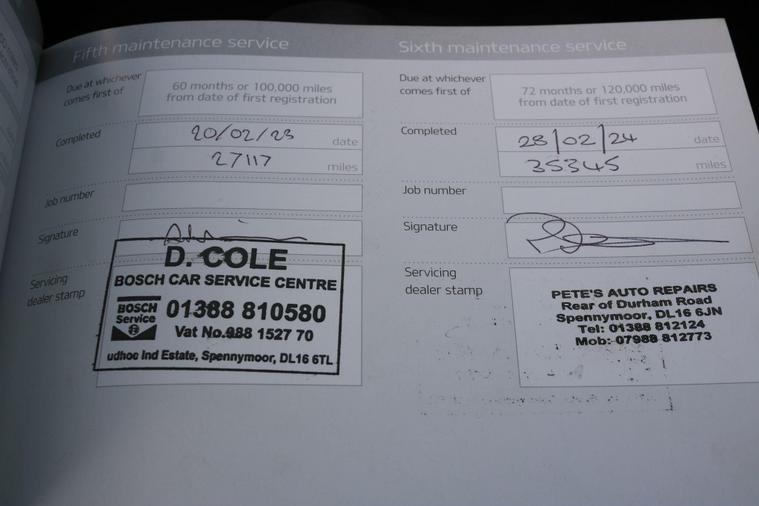 Fifth maintenance service
Due at whichever
comes first of
60 months or 100,000 miles
from date of first registration
Completed
20/02/23 date
27117 miles
Job number
Signature
Servicing
dealer stamp
D. COLE
BOSCH CAR SERVICE CENTRE
BOSCH
Service
01388 810580
Vat No.988 1527 70
udhoe Ind Estate, Spennymoor, DL16 6TL
Sixth maintenance service
Due at whichever
comes first of
72 months or 120,000 miles
from date of first registration
Completed
28/02/24 date
35345 miles
Job number
Signature
Servicing
dealer stamp
PETE'S AUTO REPAIRS
Rear of Durham Road
Spennymoor, DL16 6JN
Tel: 01388 812124
Mob: 07988 812773